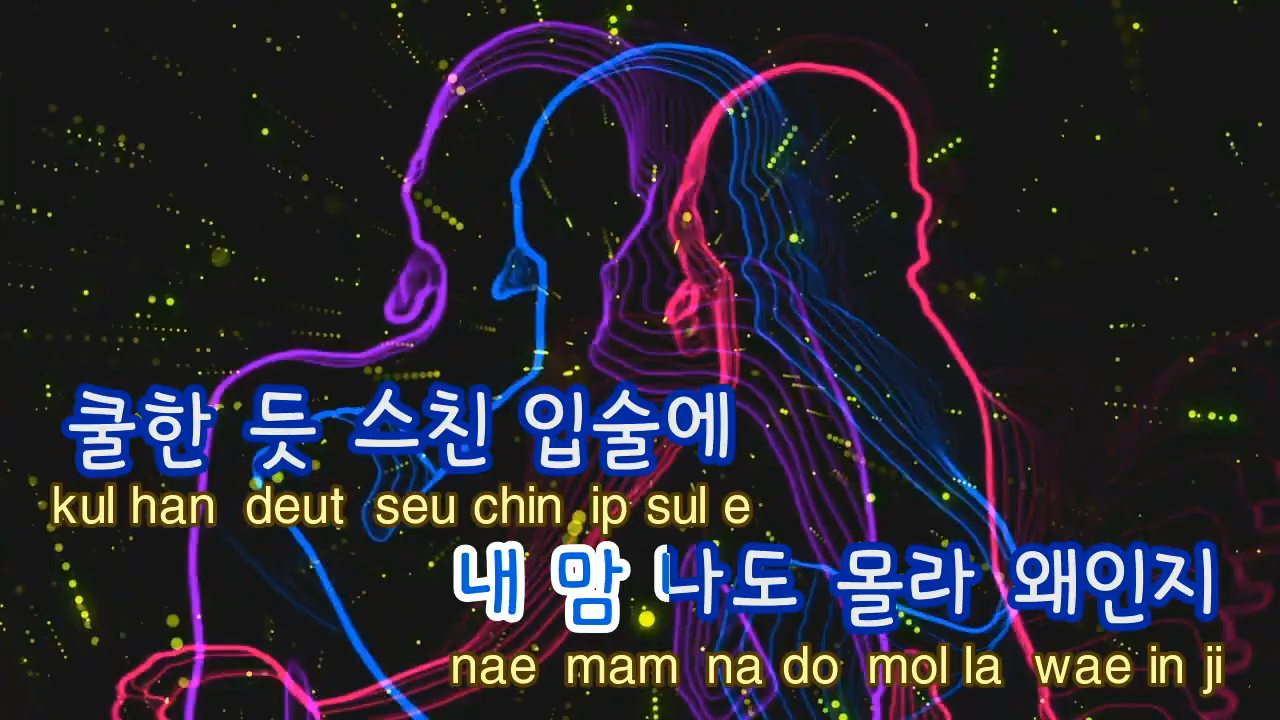 쿨한 듯 스친 입술에
kul han deut seu chin ip sul e
내 맘 나도 몰라 왜인지
nae mam na do mol la wae in ji